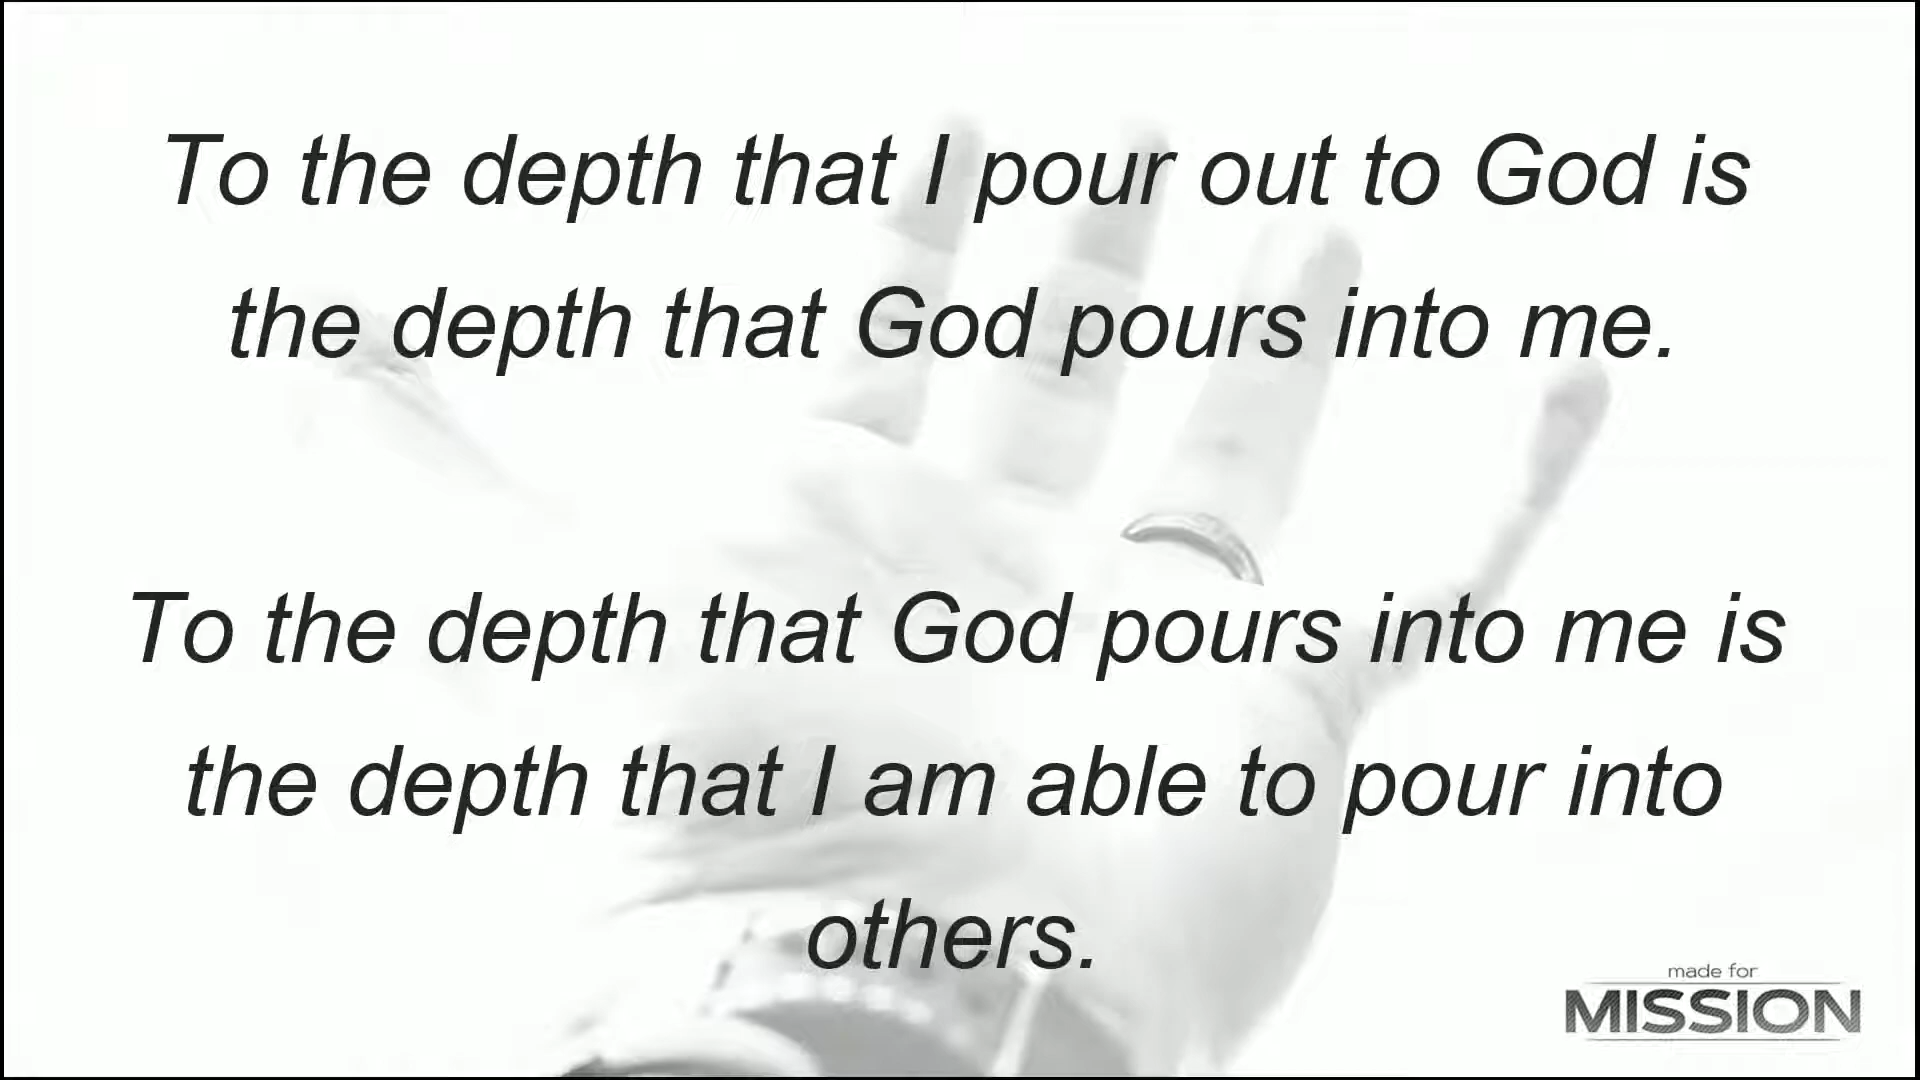 To the depth that I pour out to God is
the depth that God pours into me.
To the depth that God pours into me is
the depth that I am able to pour into
others.
made for
MISSION